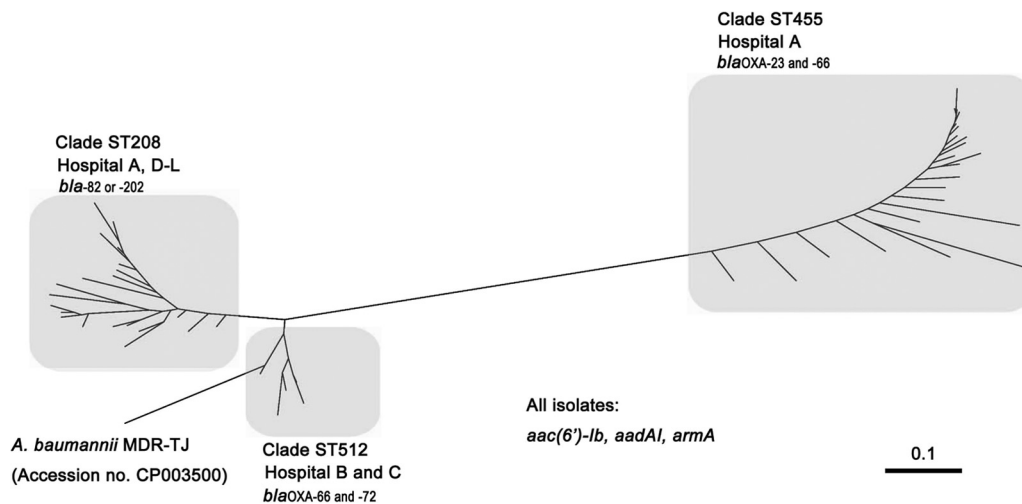 Clade ST455
Hospital A
blaOXA-23 and -66
Clade ST208
Hospital A, D-L
bla-82 or -202
A. baumannii MDR-TJ
(Accession no. CP003500)
Clade ST512
Hospital B and C
blaOXA-66 and -72
All isolates:
aac(6')-Ib, aadAI, armA
0.1